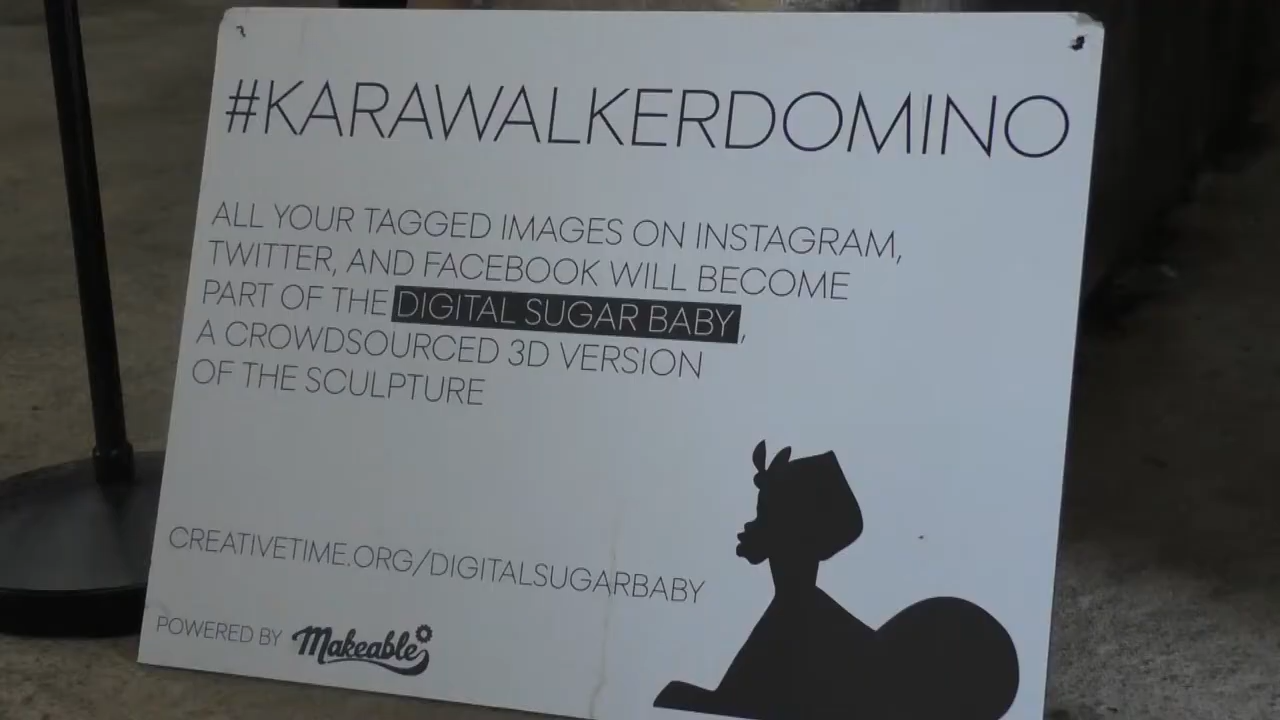 #KARAWALKERDOMINO
ALL YOUR TAGGED IMAGES ON INSTAGRAM,
TWITTER, AND FACEBOOK WILL BECOME
PART OF THE DIGITAL SUGAR BABY,
A CROWDSOURCED 3D VERSION
OF THE SCULPTURE
CREATIVETIME.ORG/DIGITALSUGARBABY
POWERED BY Makeable